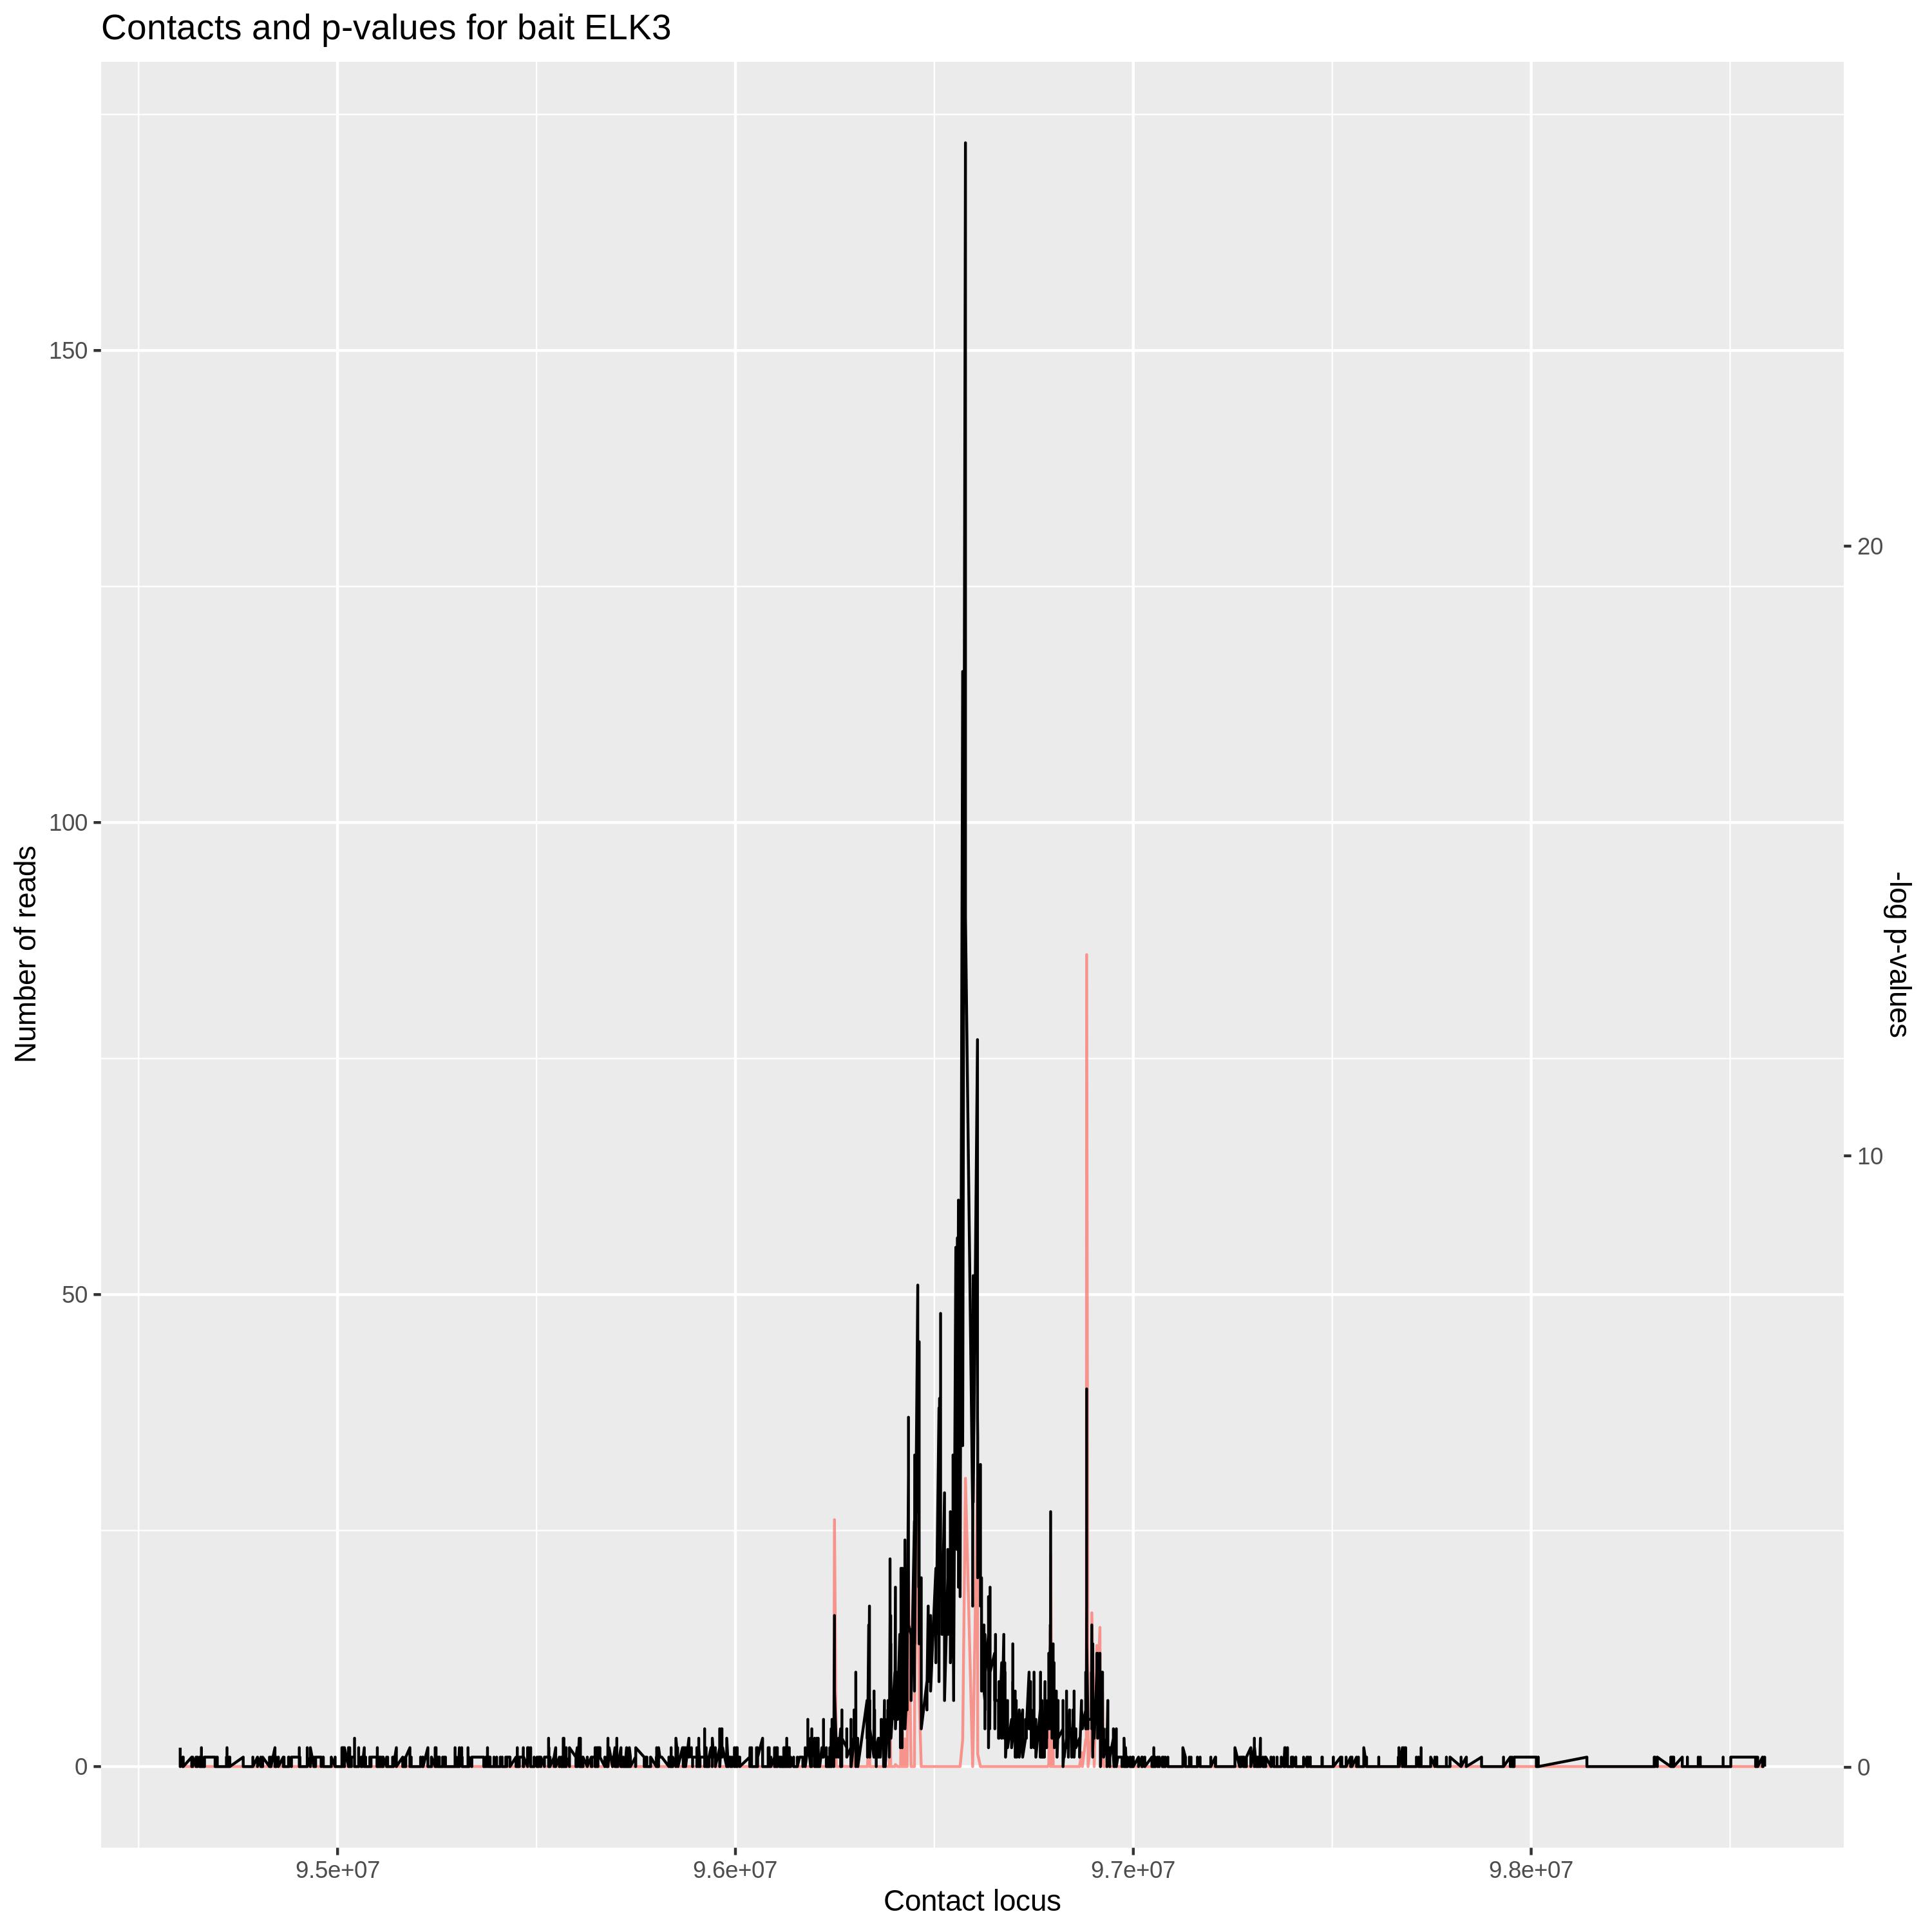 Contacts and p-values for bait ELK3
150
100
50
0
20
10
0
Number of reads
-log p-values
9.5e+07
9.6e+07
9.7e+07
9.8e+07
Contact locus